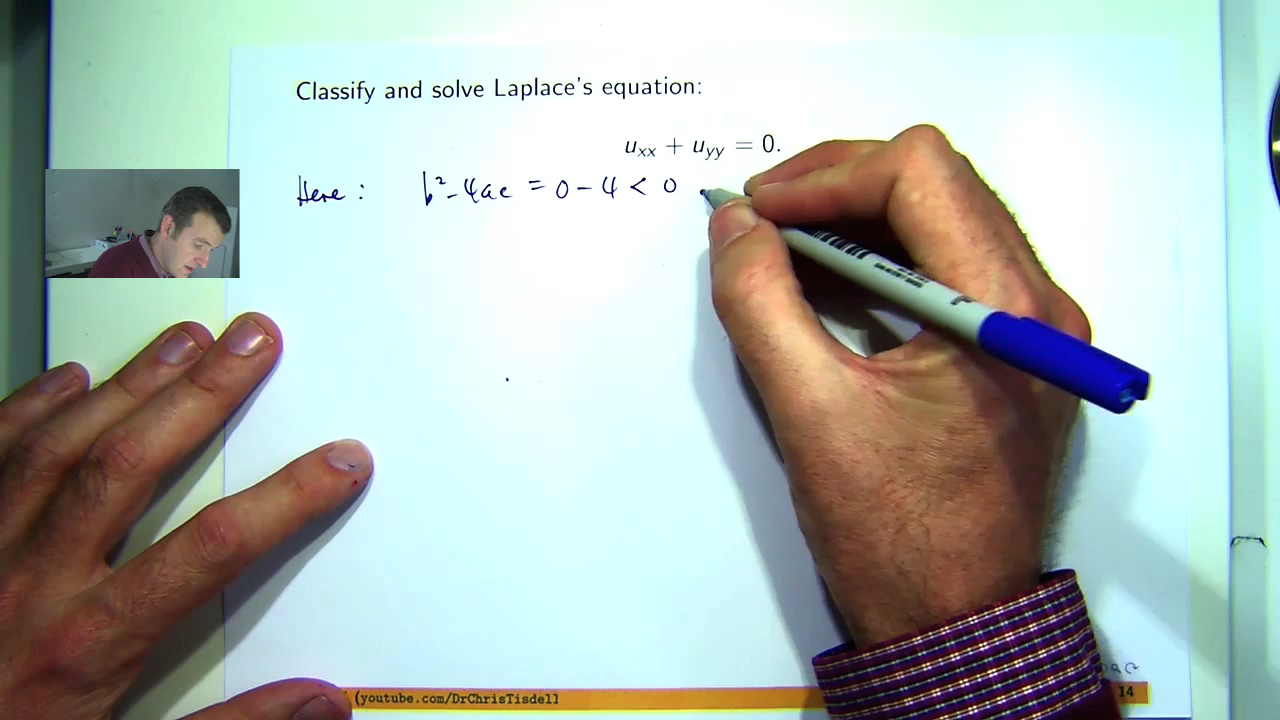 Classify and solve Laplace's equation:
u_xx + u_yy = 0.
Here : b² - 4ac = 0 - 4 < 0
(youtube.com/DrChrisTisdell
14